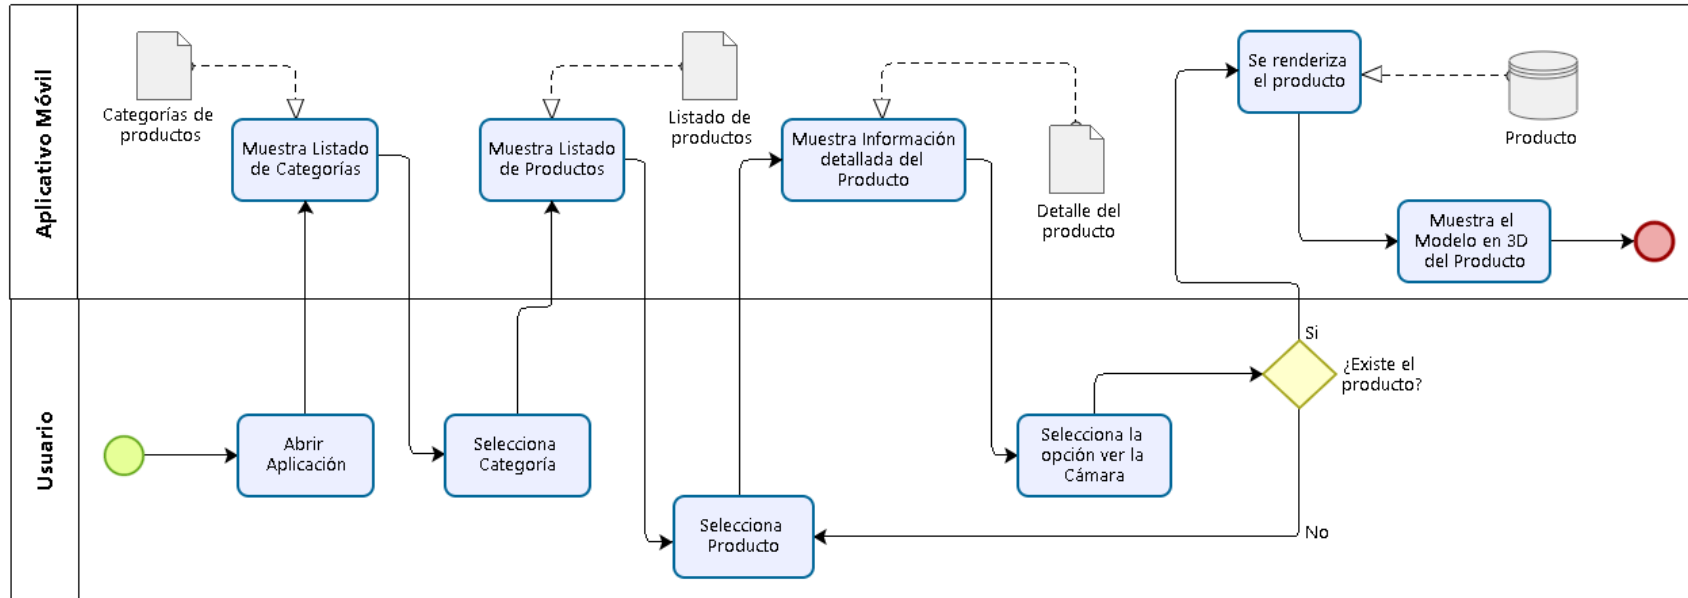 Aplicativo Móvil
Categorías de
productos
Muestra Listado
de Categorías
Muestra Listado
de Productos
Listado de
productos
Muestra Información
detallada del
Producto
Detalle del
producto
Se renderiza
el producto
Producto
Muestra el
Modelo en 3D
del Producto
Usuario
Abrir
Aplicación
Selecciona
Categoría
Selecciona
Producto
Selecciona la
opción ver la
Cámara
Si
¿Existe el
producto?
No